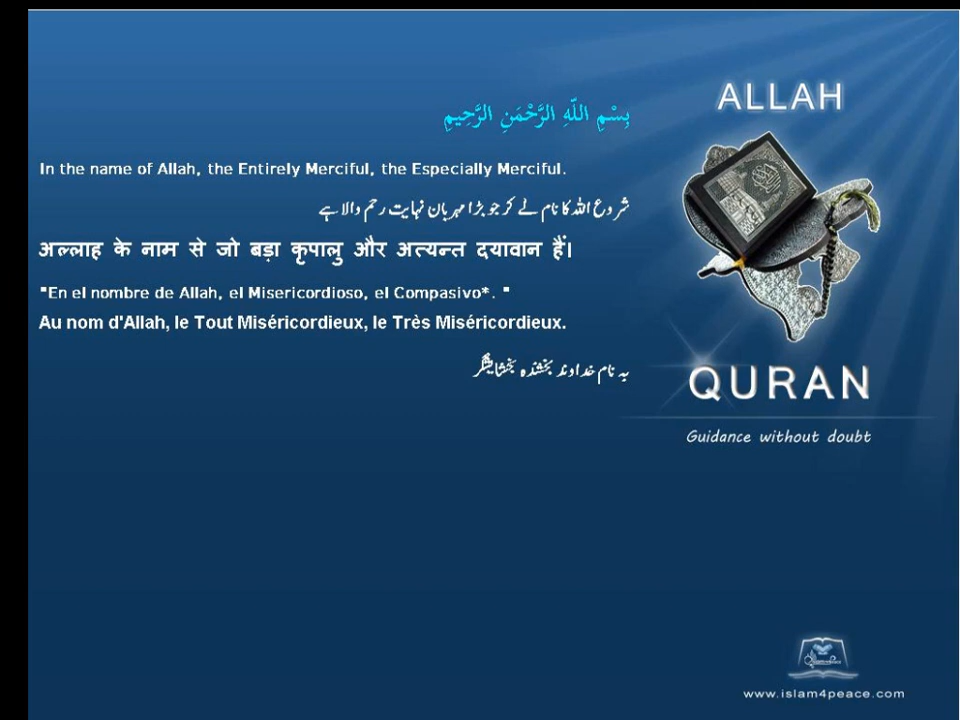 بِسْمِ اللّهِ الرَّحْمَنِ الرَّحِيمِ
In the name of Allah, the Entirely Merciful, the Especially Merciful.
شروع الله کا نام لے کر جو بڑا مہربان نہایت رحم والا ہے
अल्लाह के नाम से जो बड़ा कृपालु और अत्यन्त दयावान हैं।
"En el nombre de Allah, el Misericordioso, el Compasivo*. "
Au nom d'Allah, le Tout Miséricordieux, le Très Miséricordieux.
به نام خداوند بخشنده بخشایشگر
ALLAH
QURAN
Guidance without doubt
www.islam4peace.com